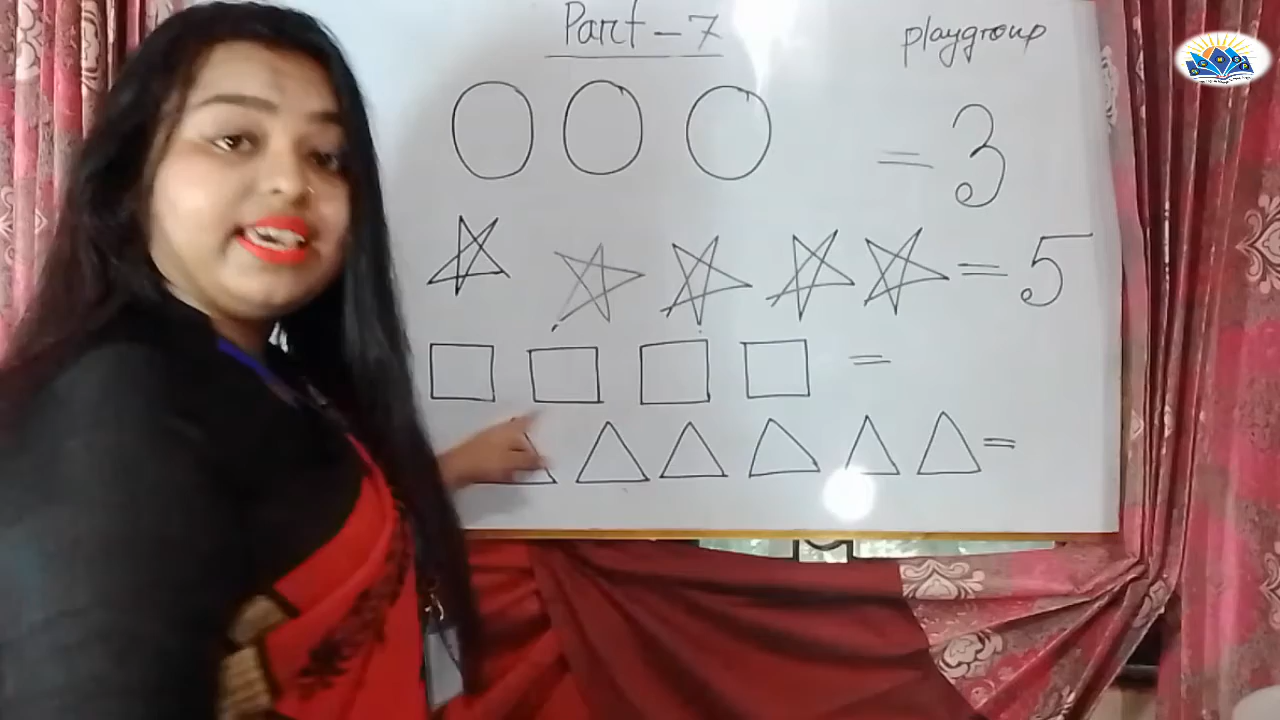 Part - 7
playgroup
= 3
= 5
=
=